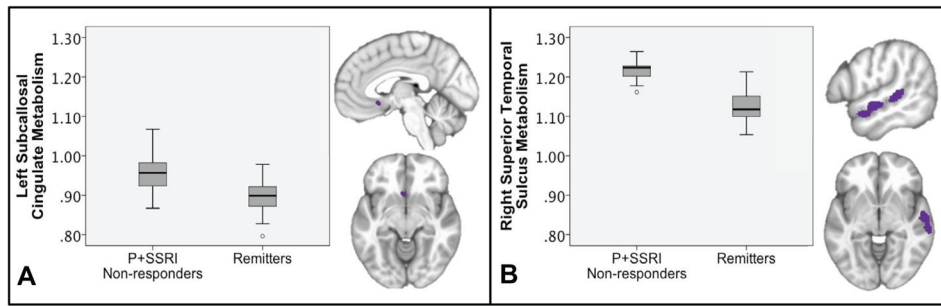 Left Subcallosal
Cingulate Metabolism
1.30
1.20
1.10
1.00
.90
.80
P+SSRI
Non-responders
Remitters
A
Right Superior Temporal
Sulcus Metabolism
1.30
1.20
1.10
1.00
.90
.80
P+SSRI
Non-responders
Remitters
B